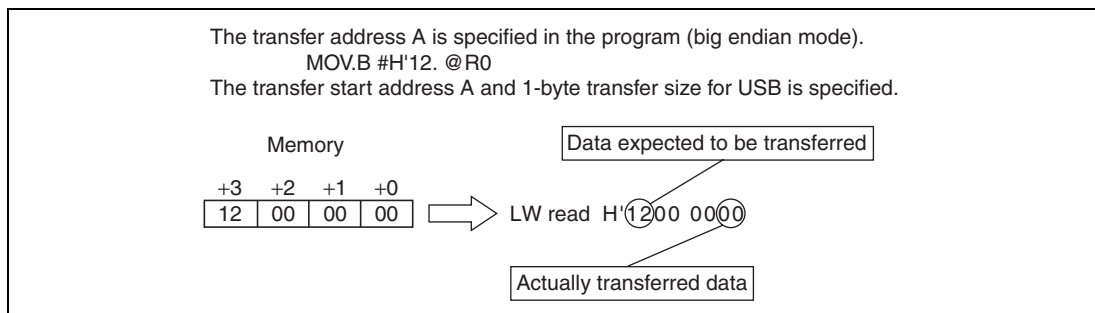 The transfer address A is specified in the program (big endian mode).
MOV.B #H'12. @R0
The transfer start address A and 1-byte transfer size for USB is specified.
Data expected to be transferred
Memory
+3 +2 +1 +0
12 00 00 00
LW read H'1200 0000
Actually transferred data